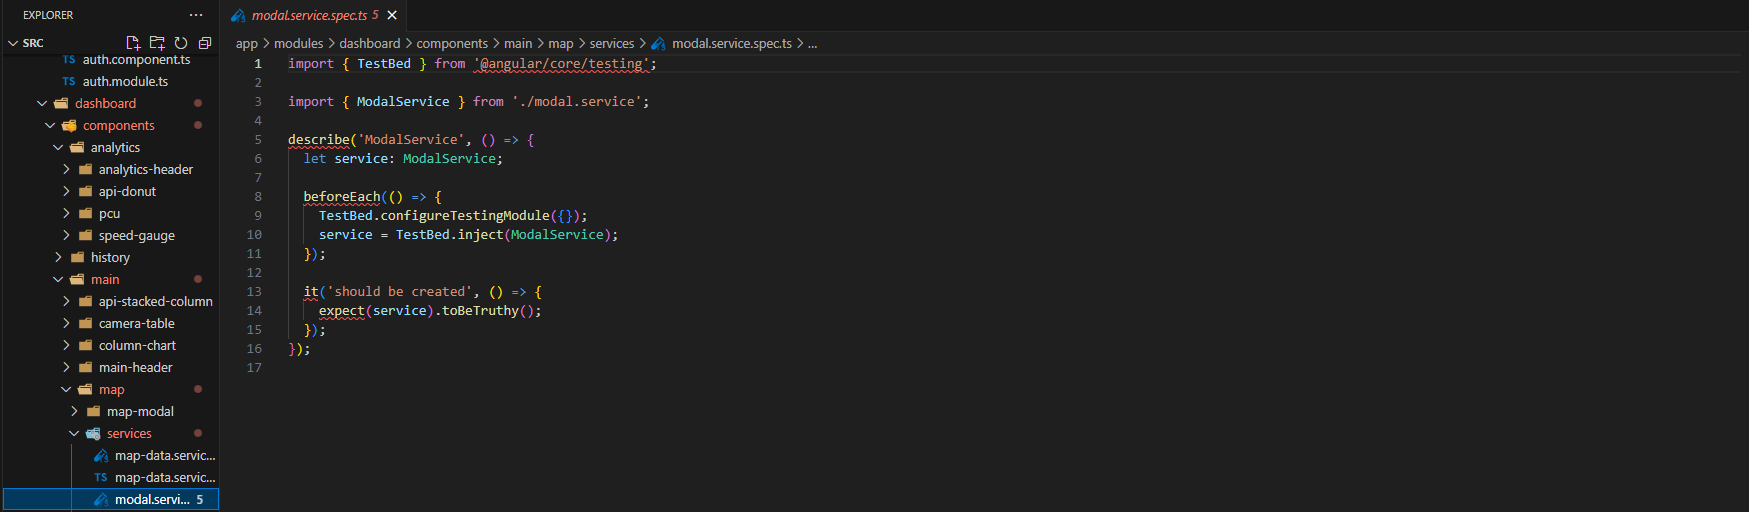 EXPLORER
SRC
auth.component.ts
TS auth.module.ts
dashboard
components
analytics
analytics-header
api-donut
pcu
speed-gauge
history
main
api-stacked-column
camera-table
column-chart
main-header
map
map-modal
services
map-data.servic...
TS map-data.servic...
modal.servi... 5
modal.service.spec.ts 5
app > modules > dashboard > components > main > map > services > modal.service.spec.ts > ...
1 import { TestBed } from '@angular/core/testing';
2
3 import { ModalService } from './modal.service';
4
5 describe('ModalService', () => {
6 let service: ModalService;
7
8 beforeEach(() => {
9 TestBed.configureTestingModule({});
10 service = TestBed.inject(ModalService);
11 });
12
13 it('should be created', () => {
14 expect(service).toBeTruthy();
15 });
16 });
17